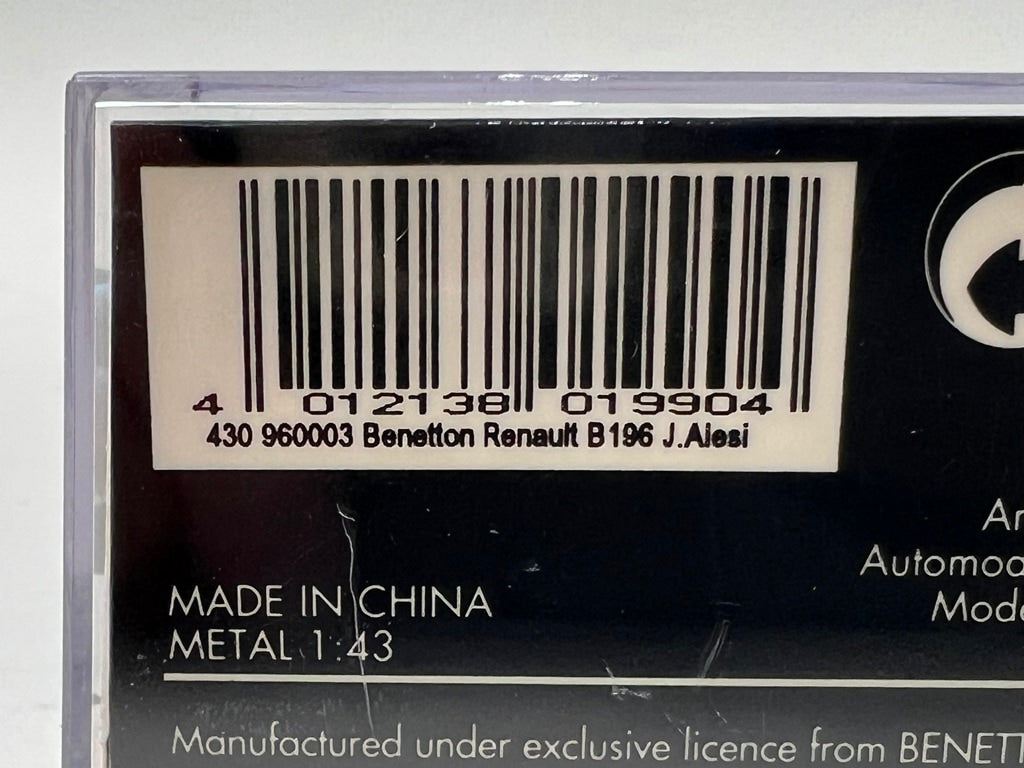 4 012138 019904
430 960003 Benetton Renault B196 J.Alesi
MADE IN CHINA
METAL 1:43
Manufactured under exclusive licence from